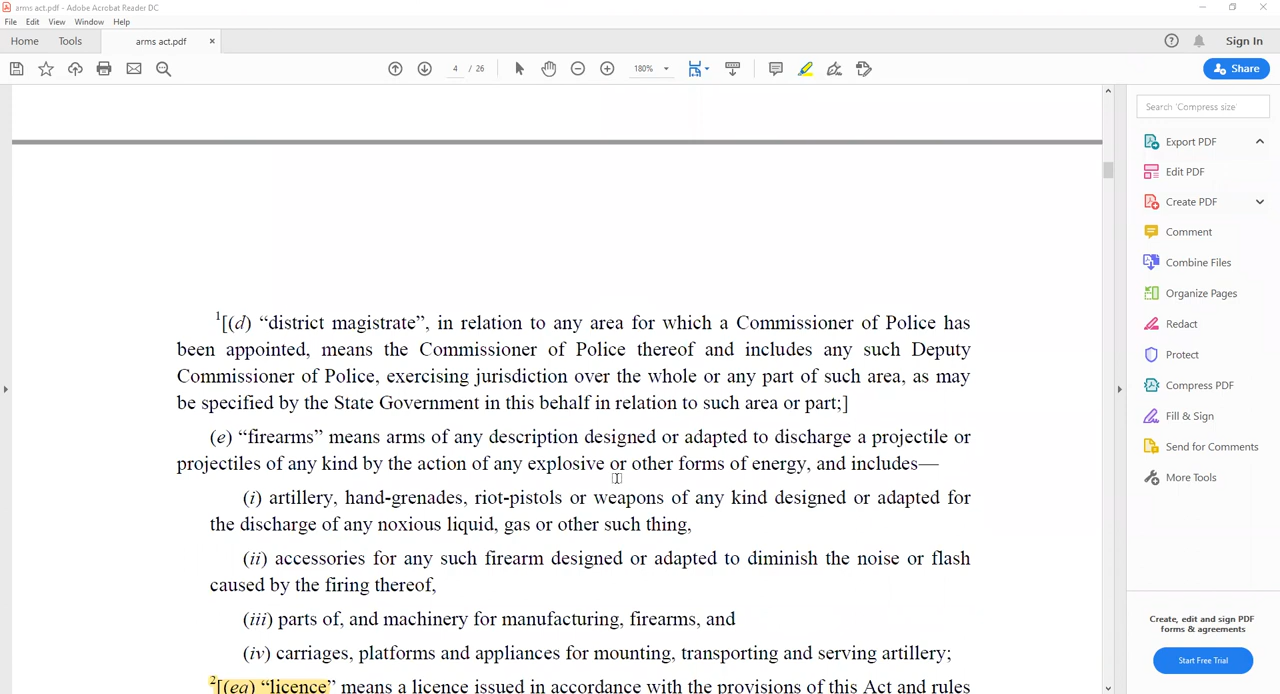 arms act.pdf - Adobe Acrobat Reader DC
File Edit View Window Help
Home Tools arms act.pdf × Sign In
4 / 26 180% Share
Search 'Compress size'
Export PDF
Edit PDF
Create PDF
Comment
Combine Files
Organize Pages
Redact
Protect
Compress PDF
Fill & Sign
Send for Comments
More Tools
Create, edit and sign PDF
forms & agreements
Start Free Trial
1[(d) “district magistrate”, in relation to any area for which a Commissioner of Police has
been appointed, means the Commissioner of Police thereof and includes any such Deputy
Commissioner of Police, exercising jurisdiction over the whole or any part of such area, as may
be specified by the State Government in this behalf in relation to such area or part;]
(e) “firearms” means arms of any description designed or adapted to discharge a projectile or
projectiles of any kind by the action of any explosive or other forms of energy, and includes—
(i) artillery, hand-grenades, riot-pistols or weapons of any kind designed or adapted for
the discharge of any noxious liquid, gas or other such thing,
(ii) accessories for any such firearm designed or adapted to diminish the noise or flash
caused by the firing thereof,
(iii) parts of, and machinery for manufacturing, firearms, and
(iv) carriages, platforms and appliances for mounting, transporting and serving artillery;
2[(ea) “licence” means a licence issued in accordance with the provisions of this Act and rules